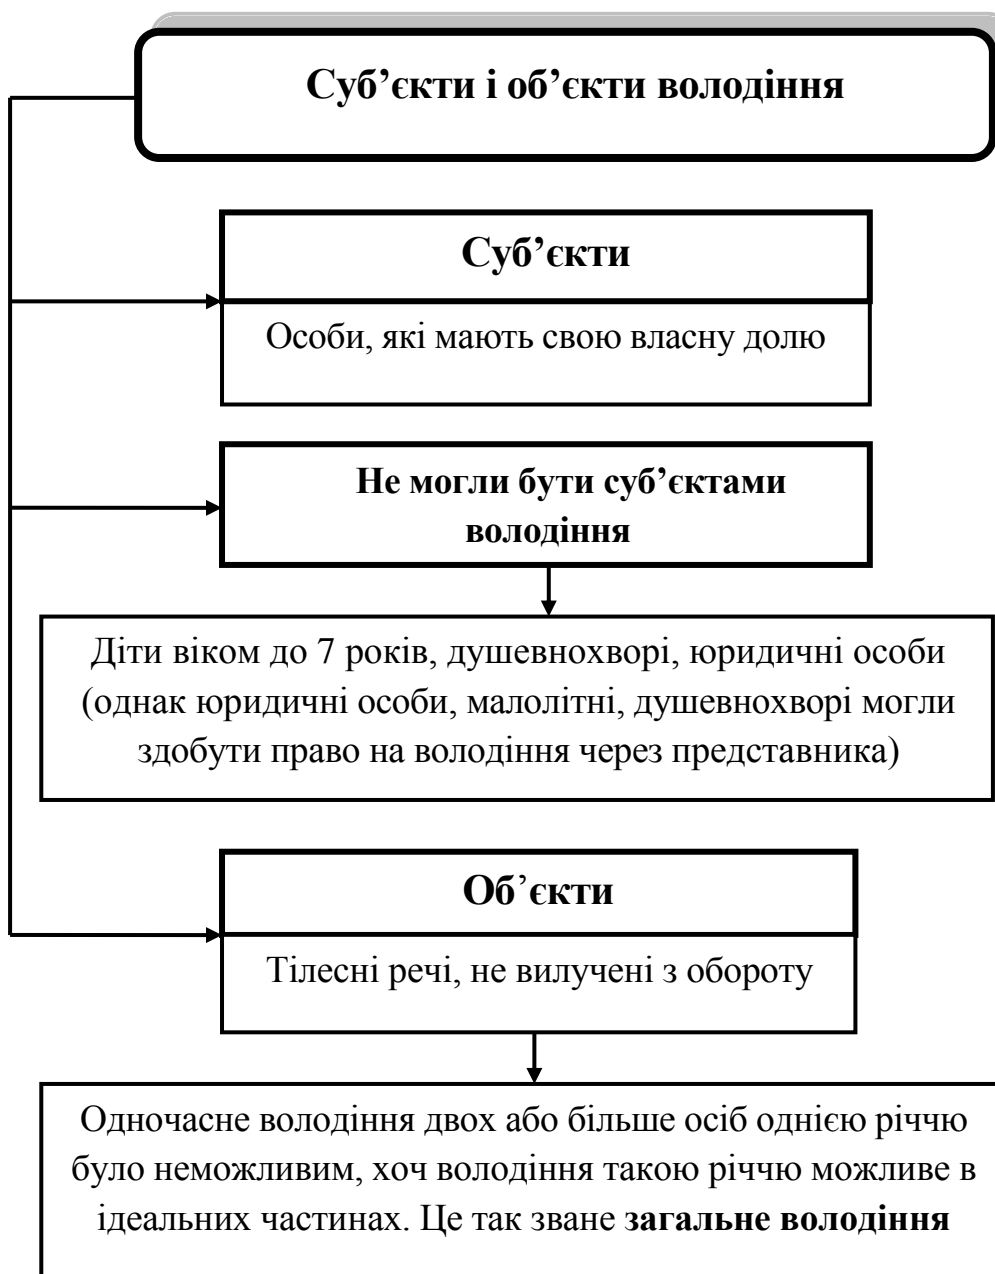 Суб’єкти і об’єкти володіння
Суб’єкти
Особи, які мають свою власну долю
Не могли бути суб’єктами
володіння
Діти віком до 7 років, душевнохворі, юридичні особи
(однак юридичні особи, малолітні, душевнохворі могли
здобути право на володіння через представника)
Об’єкти
Тілесні речі, не вилучені з обороту
Одночасне володіння двох або більше осіб однією річчю
було неможливим, хоч володіння такою річчю можливе в
ідеальних частинах. Це так зване загальне володіння